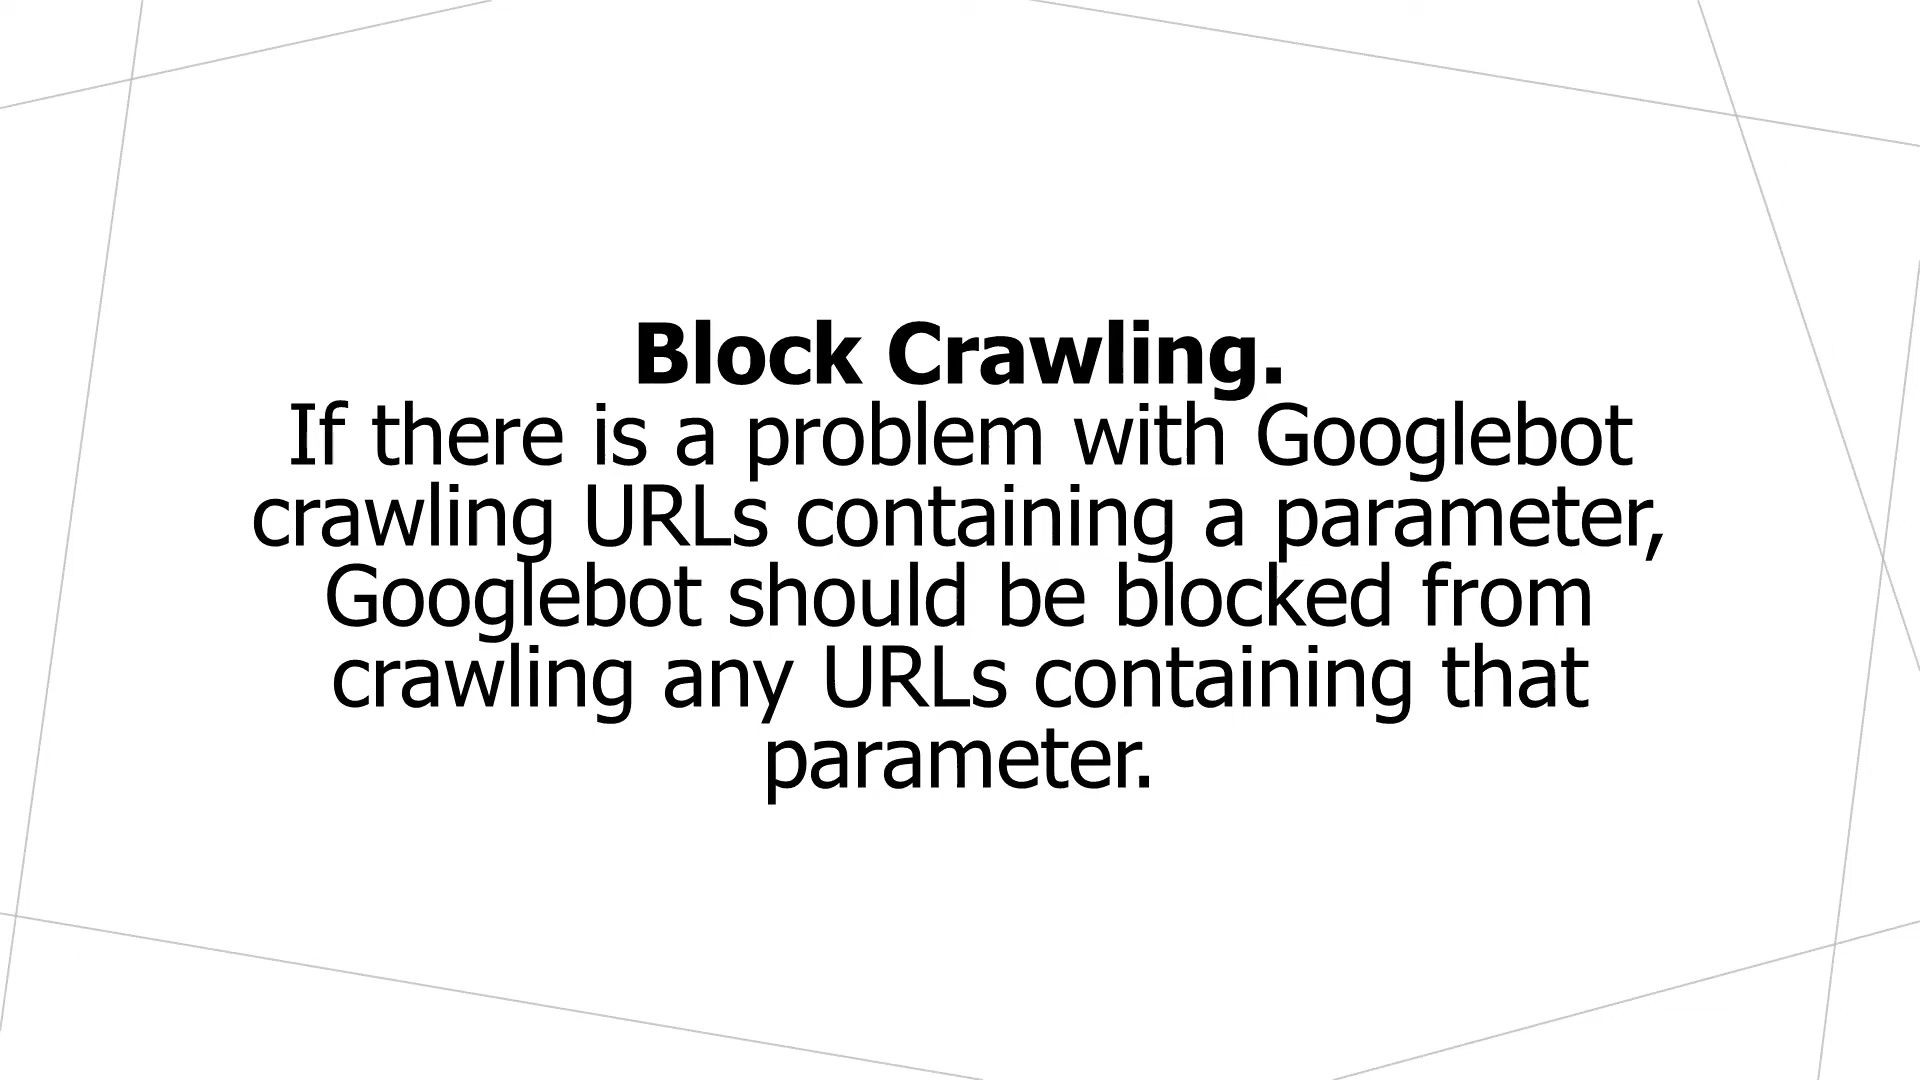 Block Crawling.
If there is a problem with Googlebot
crawling URLs containing a parameter,
Googlebot should be blocked from
crawling any URLs containing that
parameter.